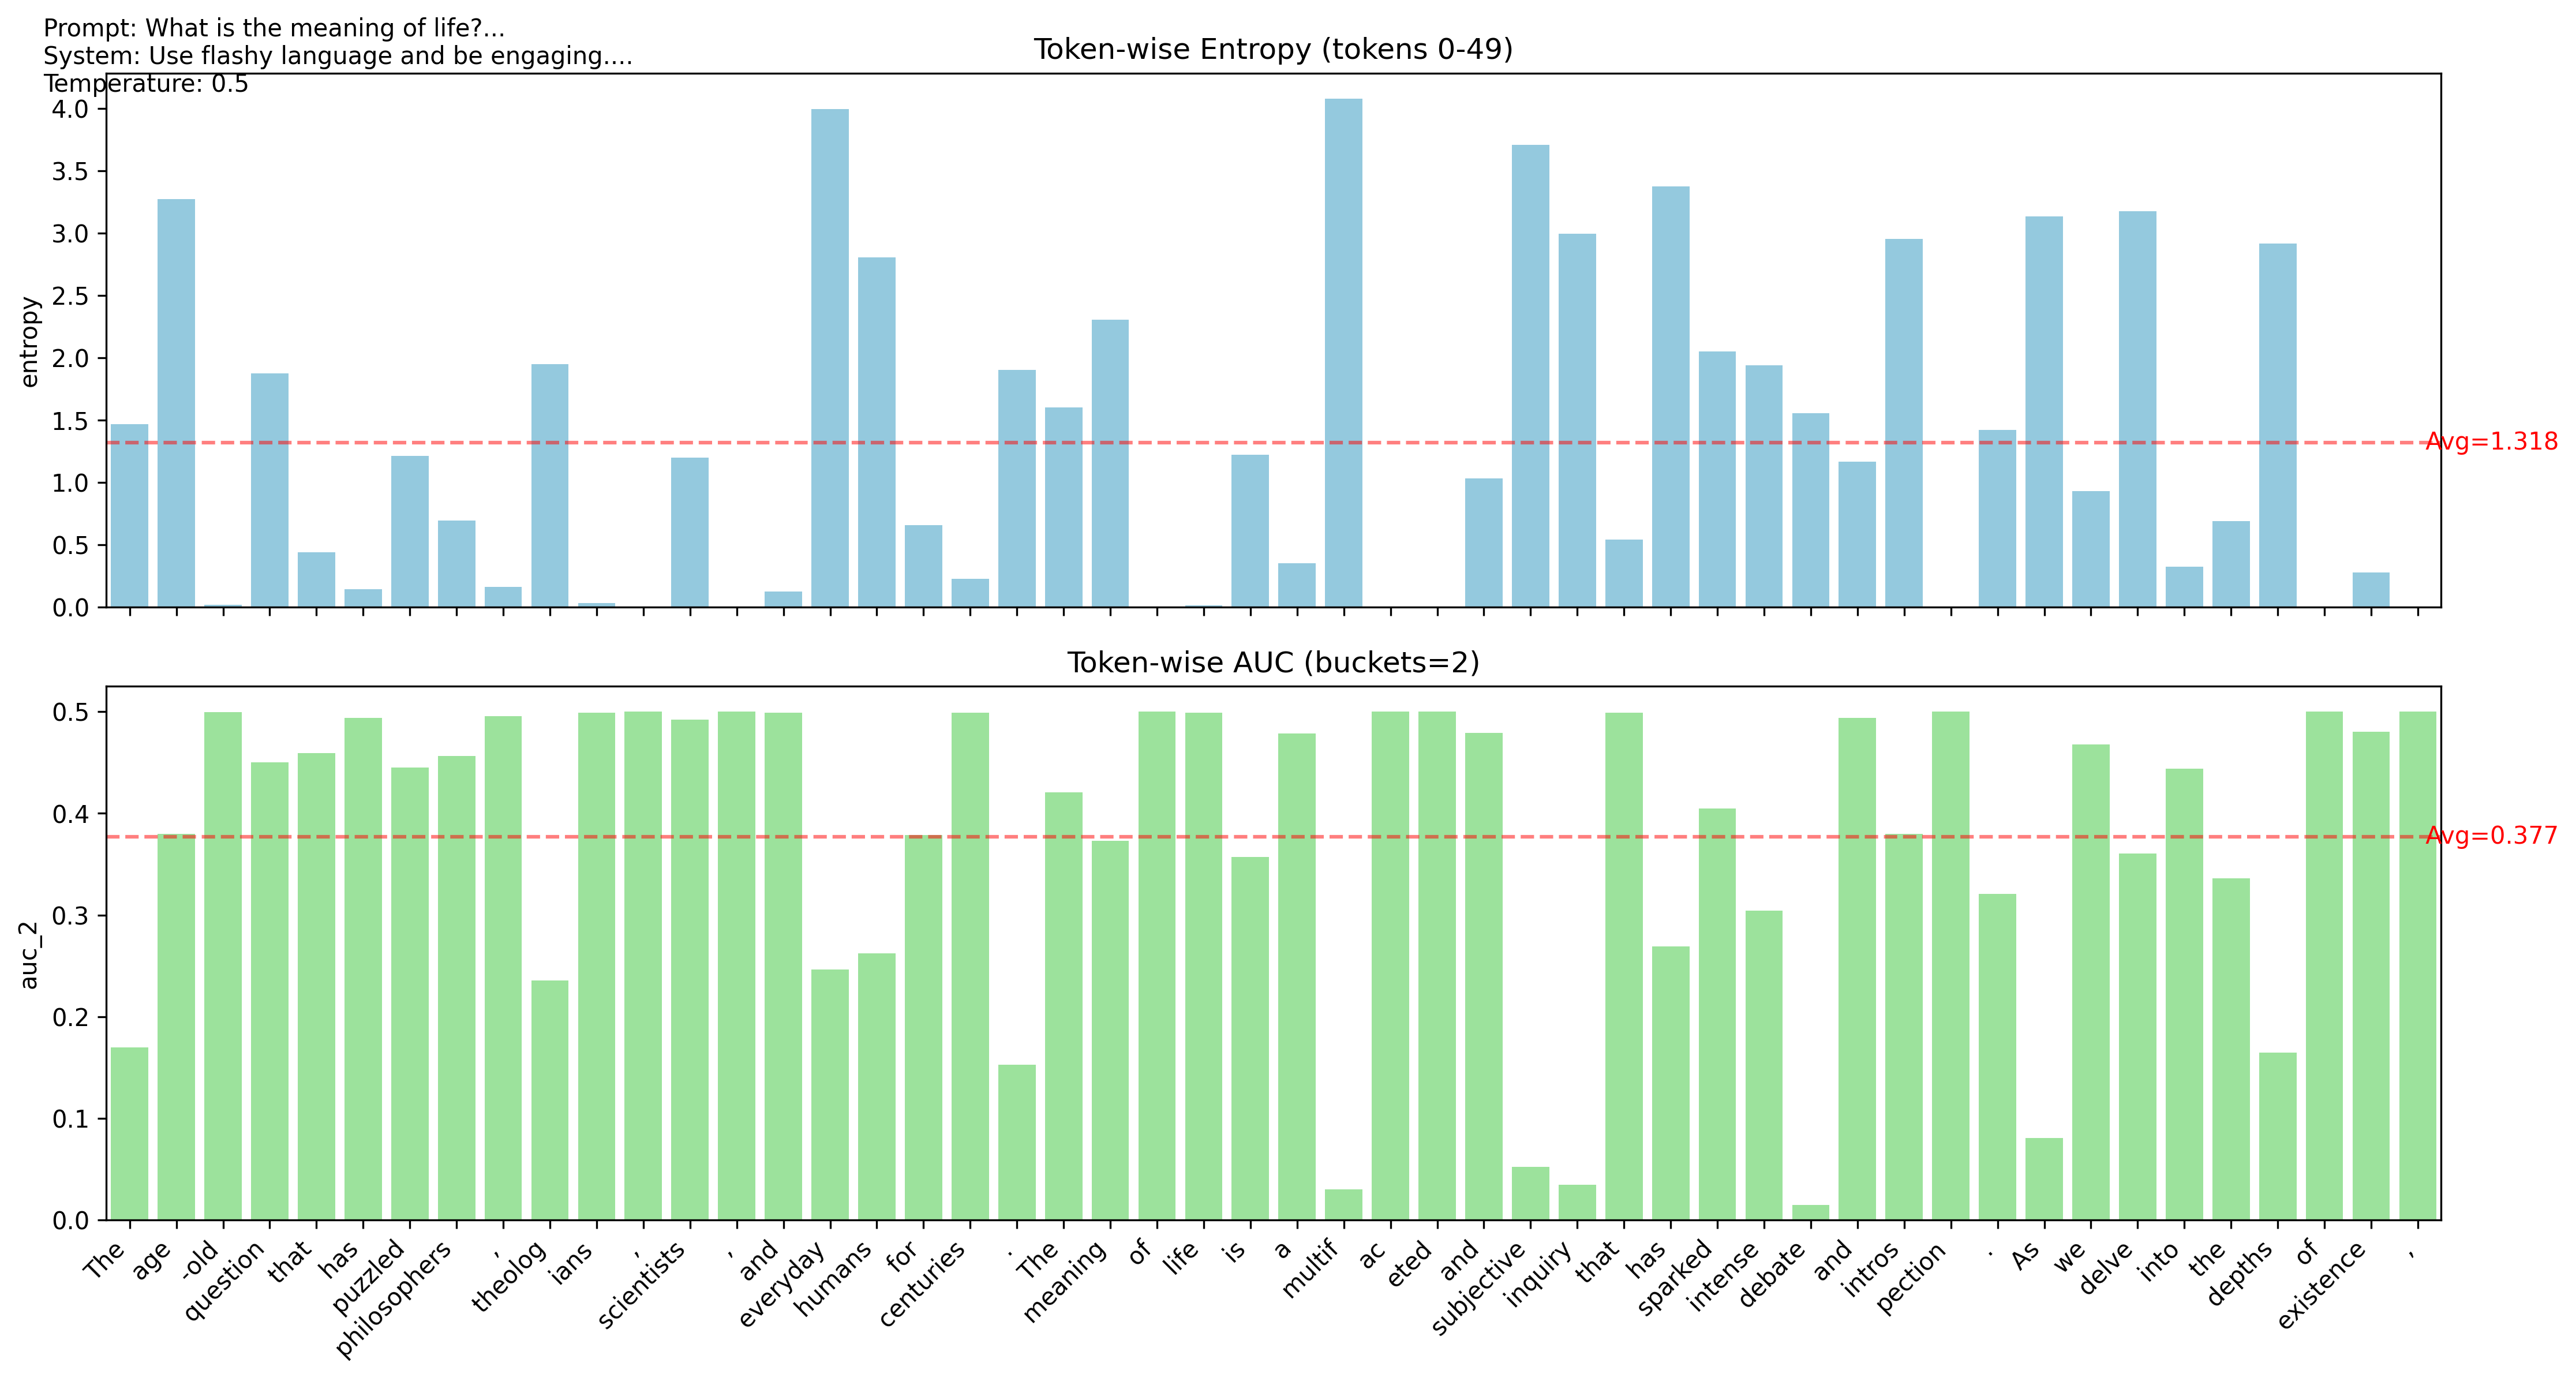 Prompt: What is the meaning of life?...
System: Use flashy language and be engaging....
Temperature: 0.5
Token-wise Entropy (tokens 0-49)
entropy
4.0
3.5
3.0
2.5
2.0
1.5
1.0
0.5
0.0
Avg=1.318
Token-wise AUC (buckets=2)
auc_2
0.5
0.4
0.3
0.2
0.1
0.0
Avg=0.377
The
age
-old
question
that
has
puzzled
philosophers
,
theolog
ians
,
scientists
,
and
everyday
humans
for
centuries
.
The
meaning
of
life
is
a
multif
ac
eted
and
subjective
inquiry
that
has
sparked
intense
debate
and
intros
pection
.
As
we
delve
into
the
depths
of
existence
,